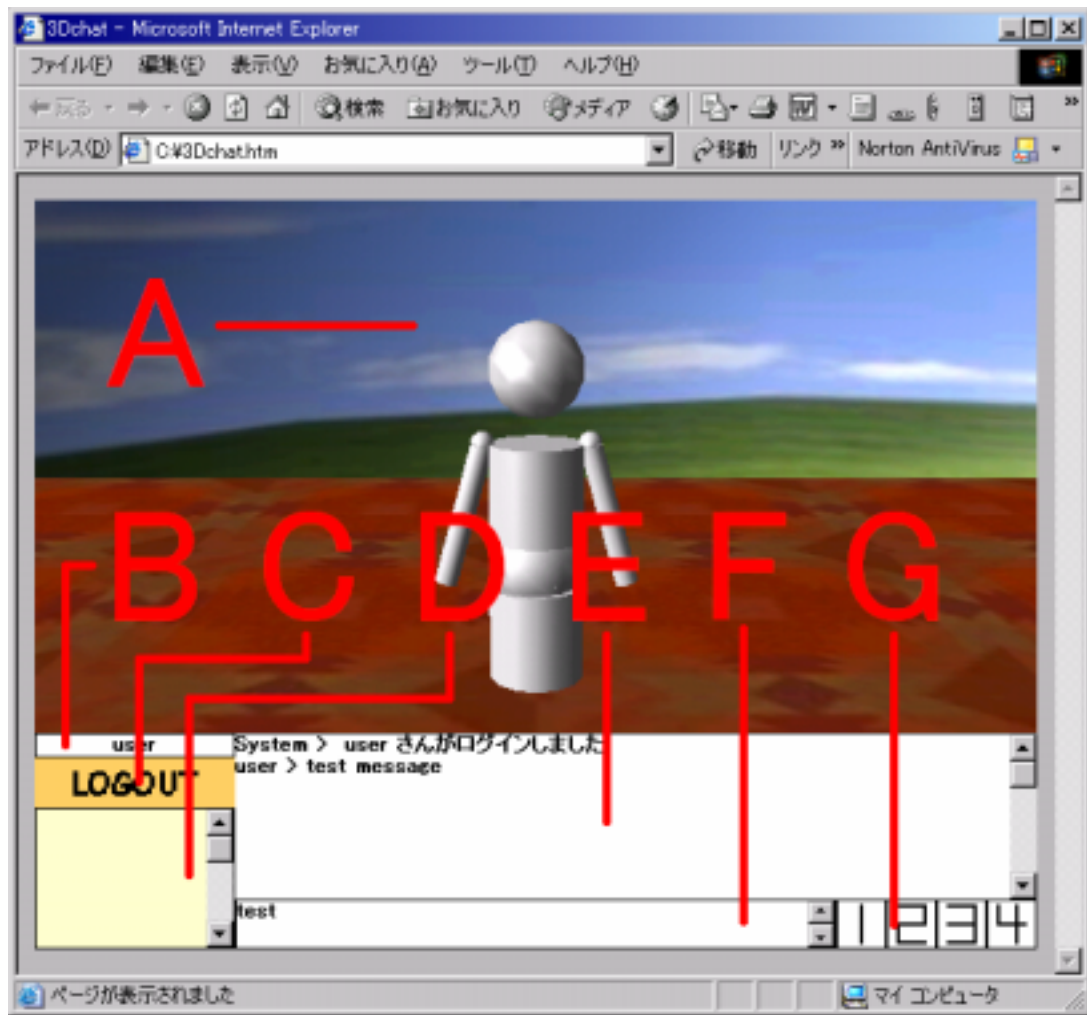 3Dchat - Microsoft Internet Explorer
ファイル(F) 編集(E) 表示(V) お気に入り(A) ツール(T) ヘルプ(H)
戻る 検索 お気に入り メディア »
アドレス(D) C:¥3Dchat.htm 移動 リンク » Norton AntiVirus
A
B C D E F G
user
LOGOUT
System > user さんがログインしました
user > test message
test
1 2 3 4
ページが表示されました マイ コンピュータ